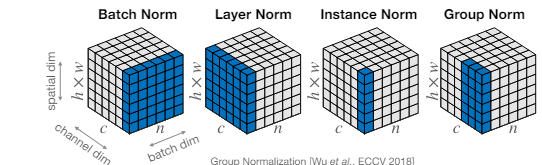 Batch Norm
Layer Norm
Instance Norm
Group Norm
spatial dim
h × w
h × w
h × w
h × w
c
n
c
n
c
n
c
n
channel dim
batch dim
Group Normalization [Wu et al., ECCV 2018]